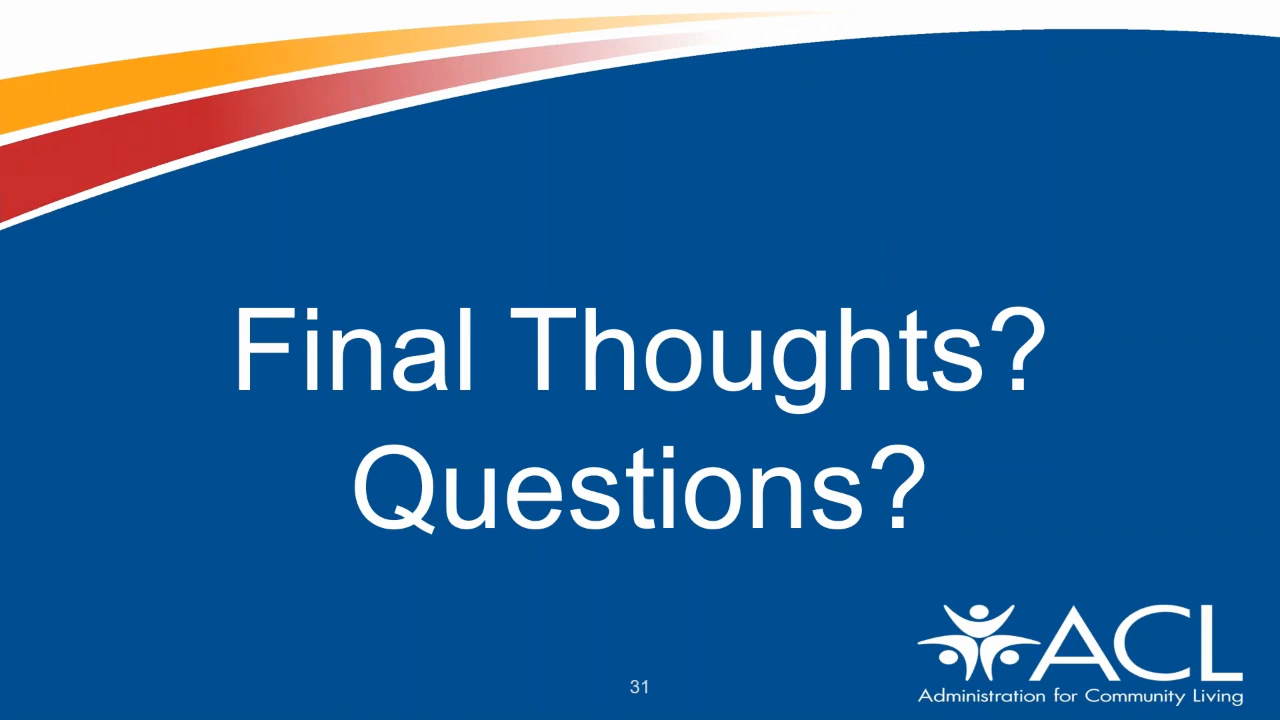 Final Thoughts?
Questions?
ACL
Administration for Community Living
31